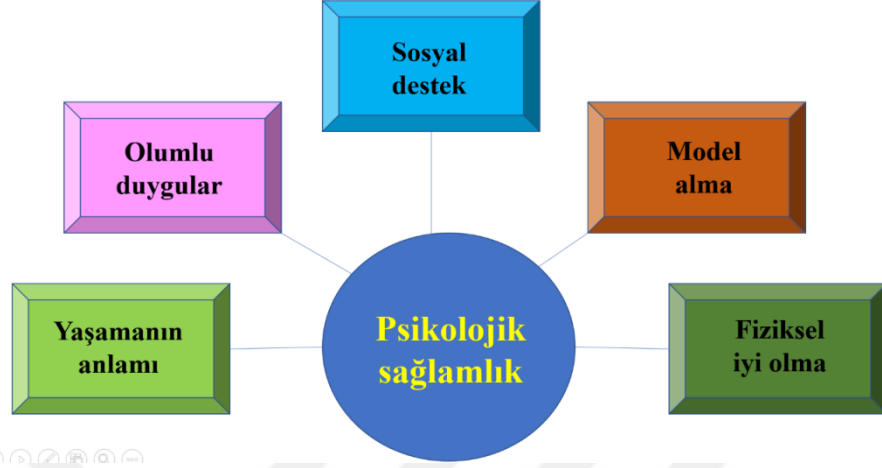 Sosyal
destek
Olumlu
duygular
Model
alma
Yaşamanın
anlamı
Psikolojik
sağlamlık
Fiziksel
iyi olma